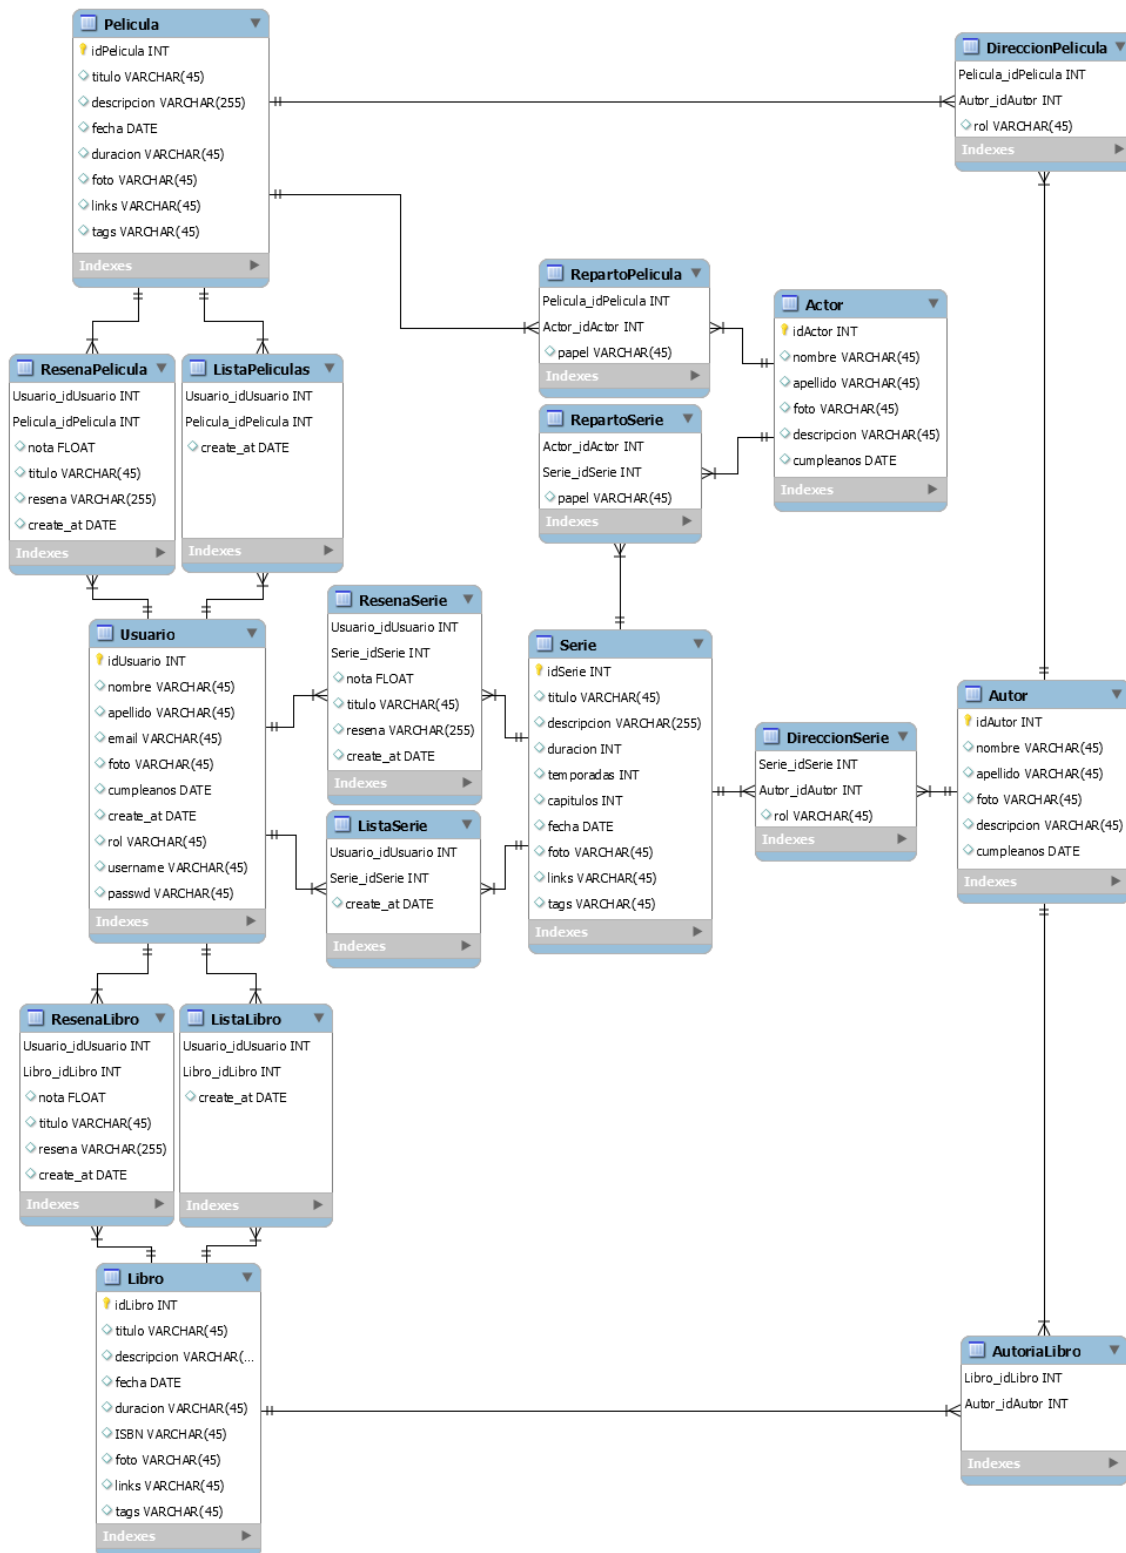 Pelicula
idPelicula INT
titulo VARCHAR(45)
descripcion VARCHAR(255)
fecha DATE
duracion VARCHAR(45)
foto VARCHAR(45)
links VARCHAR(45)
tags VARCHAR(45)
Indexes
DireccionPelicula
Pelicula_idPelicula INT
Autor_idAutor INT
rol VARCHAR(45)
Indexes
RepartoPelicula
Pelicula_idPelicula INT
Actor_idActor INT
papel VARCHAR(45)
Indexes
Actor
idActor INT
nombre VARCHAR(45)
apellido VARCHAR(45)
foto VARCHAR(45)
descripcion VARCHAR(45)
cumpleanos DATE
Indexes
ResenaPelicula
Usuario_idUsuario INT
Pelicula_idPelicula INT
nota FLOAT
titulo VARCHAR(45)
resena VARCHAR(255)
create_at DATE
Indexes
ListaPeliculas
Usuario_idUsuario INT
Pelicula_idPelicula INT
create_at DATE
Indexes
RepartoSerie
Actor_idActor INT
Serie_idSerie INT
papel VARCHAR(45)
Indexes
Usuario
idUsuario INT
nombre VARCHAR(45)
apellido VARCHAR(45)
email VARCHAR(45)
foto VARCHAR(45)
cumpleanos DATE
create_at DATE
rol VARCHAR(45)
username VARCHAR(45)
passwd VARCHAR(45)
Indexes
ResenaSerie
Usuario_idUsuario INT
Serie_idSerie INT
nota FLOAT
titulo VARCHAR(45)
resena VARCHAR(255)
create_at DATE
Indexes
ListaSerie
Usuario_idUsuario INT
Serie_idSerie INT
create_at DATE
Indexes
Serie
idSerie INT
titulo VARCHAR(45)
descripcion VARCHAR(255)
duracion INT
temporadas INT
capitulos INT
fecha DATE
foto VARCHAR(45)
links VARCHAR(45)
tags VARCHAR(45)
Indexes
DireccionSerie
Serie_idSerie INT
Autor_idAutor INT
rol VARCHAR(45)
Indexes
Autor
idAutor INT
nombre VARCHAR(45)
apellido VARCHAR(45)
foto VARCHAR(45)
descripcion VARCHAR(45)
cumpleanos DATE
Indexes
ResenaLibro
Usuario_idUsuario INT
Libro_idLibro INT
nota FLOAT
titulo VARCHAR(45)
resena VARCHAR(255)
create_at DATE
Indexes
ListaLibro
Usuario_idUsuario INT
Libro_idLibro INT
create_at DATE
Indexes
Libro
idLibro INT
titulo VARCHAR(45)
descripcion VARCHAR(...
fecha DATE
duracion VARCHAR(45)
ISBN VARCHAR(45)
foto VARCHAR(45)
links VARCHAR(45)
tags VARCHAR(45)
Indexes
AutoriaLibro
Libro_idLibro INT
Autor_idAutor INT
Indexes